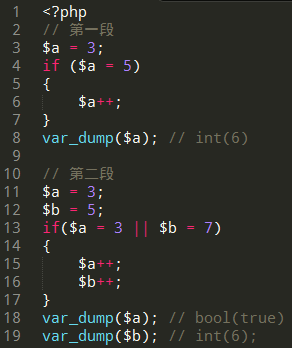 1 <?php
2 // 第一段
3 $a = 3;
4 if ($a = 5)
5 {
6 $a++;
7 }
8 var_dump($a); // int(6)
9
10 // 第二段
11 $a = 3;
12 $b = 5;
13 if($a = 3 || $b = 7)
14 {
15 $a++;
16 $b++;
17 }
18 var_dump($a); // bool(true)
19 var_dump($b); // int(6);